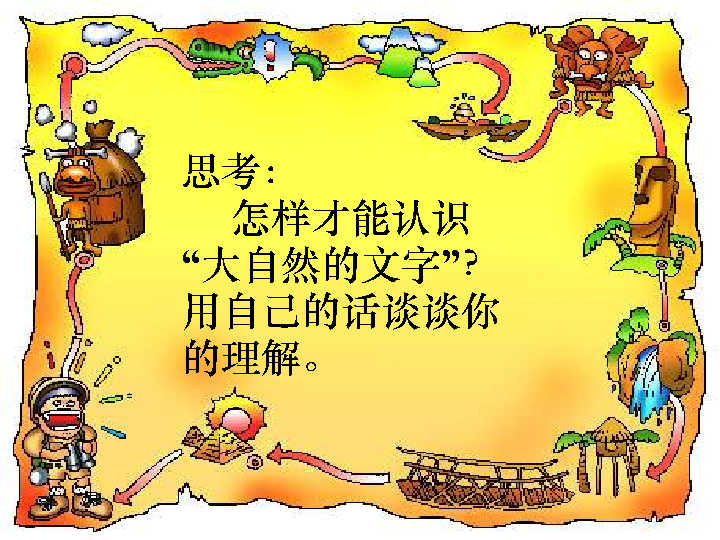 思考：
怎样才能认识
“大自然的文字”？
用自己的话谈谈你
的理解。
!